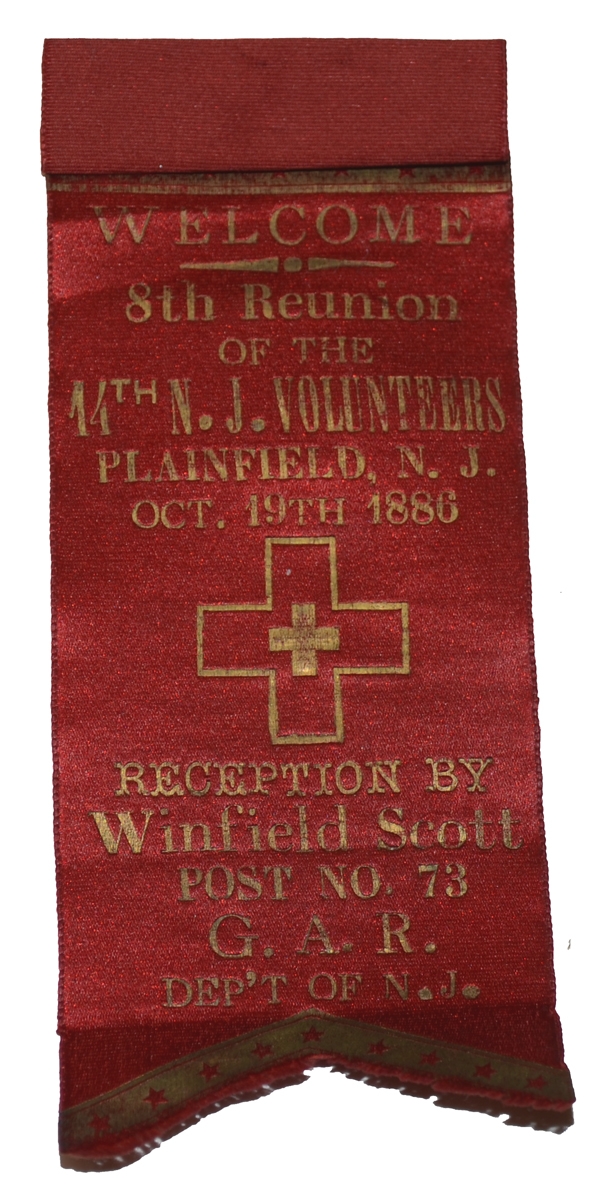 WELCOME
8th Reunion
OF THE
14TH N. J. VOLUNTEERS
PLAINFIELD, N. J.
OCT. 19TH 1886
RECEPTION BY
Winfield Scott
POST NO. 73
G. A. R.
DEP'T OF N. J.